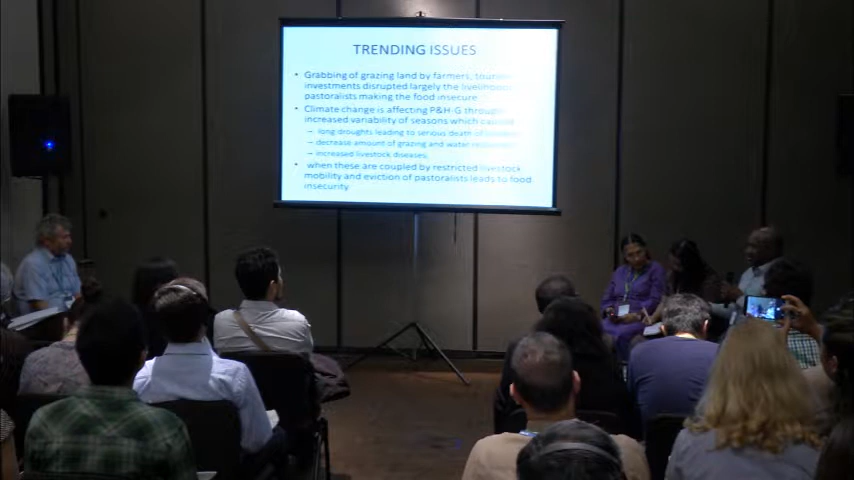 TRENDING ISSUES
• Grabbing of grazing land by farmers,
investments disrupted largely the
pastoralists making the food insecure
• Climate change is affecting P&H-G through
increased variability of seasons which
– long droughts leading to serious death of
– decrease amount of grazing and water
– increased livestock diseases,
• when these are coupled by restricted livestock
mobility and eviction of pastoralists leads to food
insecurity